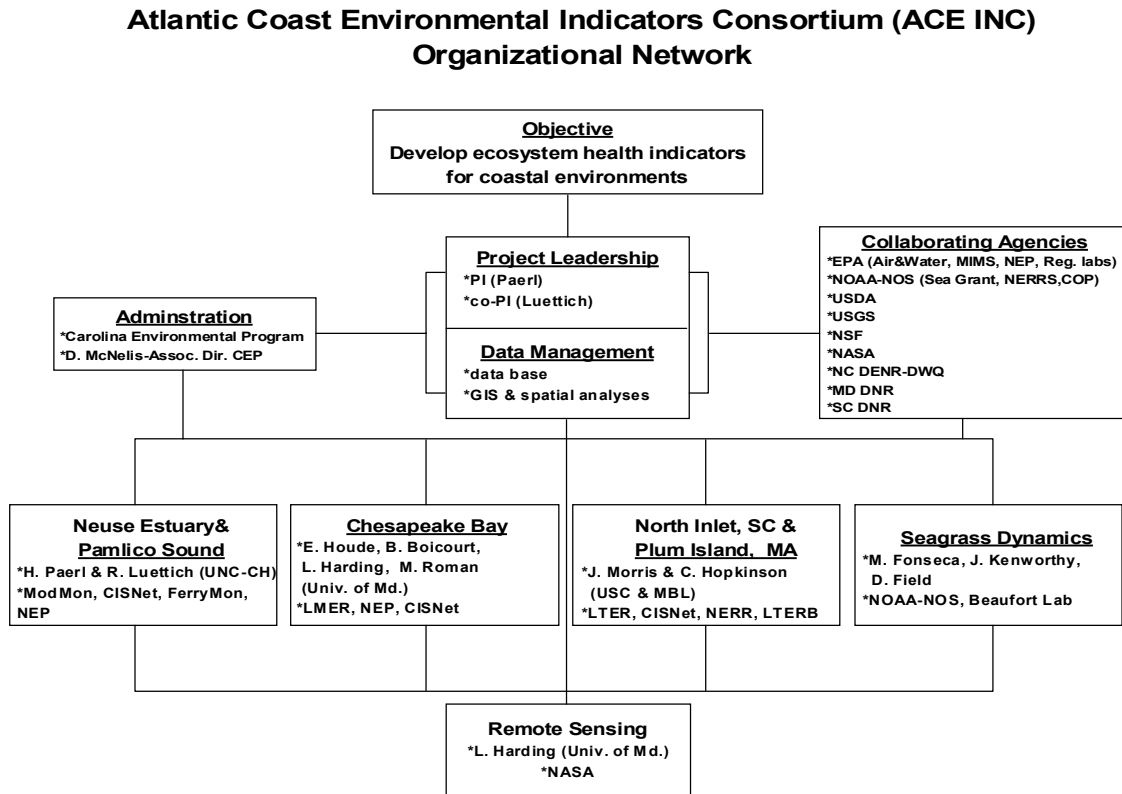 Atlantic Coast Environmental Indicators Consortium (ACE INC)
Organizational Network
Objective
Develop ecosystem health indicators
for coastal environments
Project Leadership
*PI (Paerl)
*co-PI (Luettich)
Data Management
*data base
*GIS & spatial analyses
Adminstration
*Carolina Environmental Program
*D. McNelis-Assoc. Dir. CEP
Collaborating Agencies
*EPA (Air&Water, MIMS, NEP, Reg. labs)
*NOAA-NOS (Sea Grant, NERRS,COP)
*USDA
*USGS
*NSF
*NASA
*NC DENR-DWQ
*MD DNR
*SC DNR
Neuse Estuary&
Pamlico Sound
*H. Paerl & R. Luettich (UNC-CH)
*ModMon, CISNet, FerryMon,
NEP
Chesapeake Bay
*E. Houde, B. Boicourt,
L. Harding, M. Roman
(Univ. of Md.)
*LMER, NEP, CISNet
North Inlet, SC &
Plum Island, MA
*J. Morris & C. Hopkinson
(USC & MBL)
*LTER, CISNet, NERR, LTERB
Seagrass Dynamics
*M. Fonseca, J. Kenworthy,
D. Field
*NOAA-NOS, Beaufort Lab
Remote Sensing
*L. Harding (Univ. of Md.)
*NASA